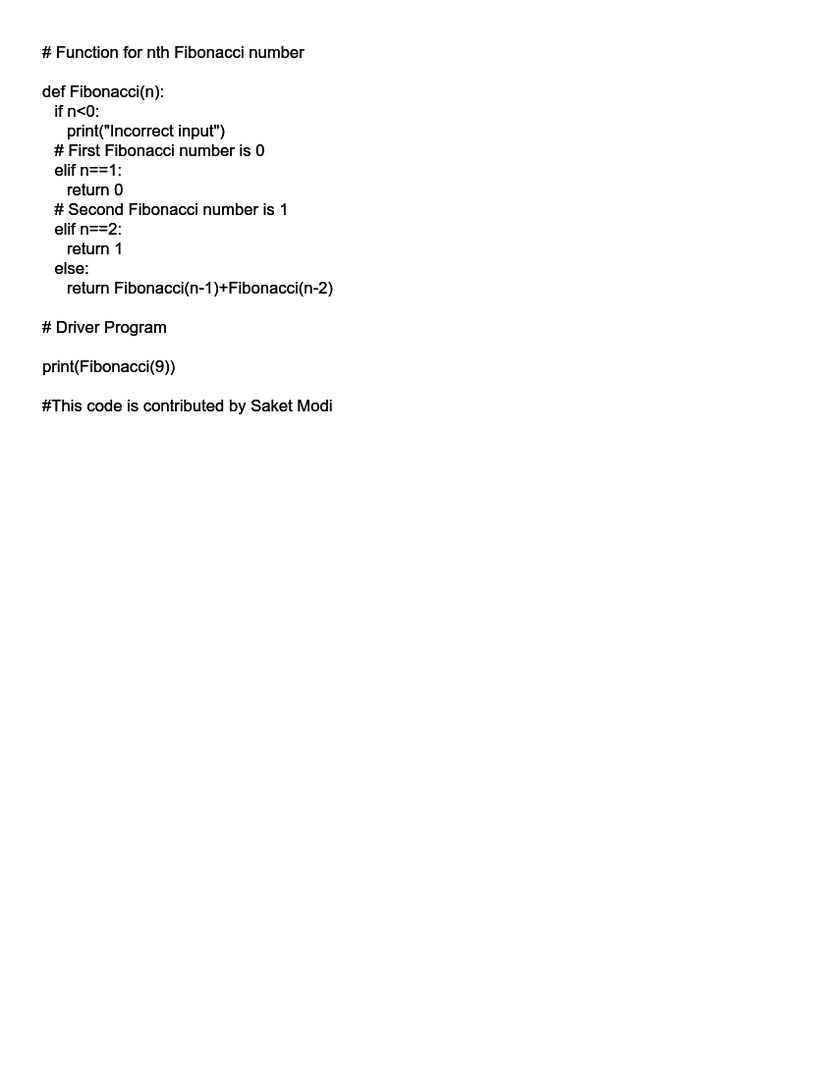 # Function for nth Fibonacci number

def Fibonacci(n):
  if n<0:
    print("Incorrect input")
  # First Fibonacci number is 0
  elif n==1:
    return 0
  # Second Fibonacci number is 1
  elif n==2:
    return 1
  else:
    return Fibonacci(n-1)+Fibonacci(n-2)

# Driver Program

print(Fibonacci(9))

#This code is contributed by Saket Modi